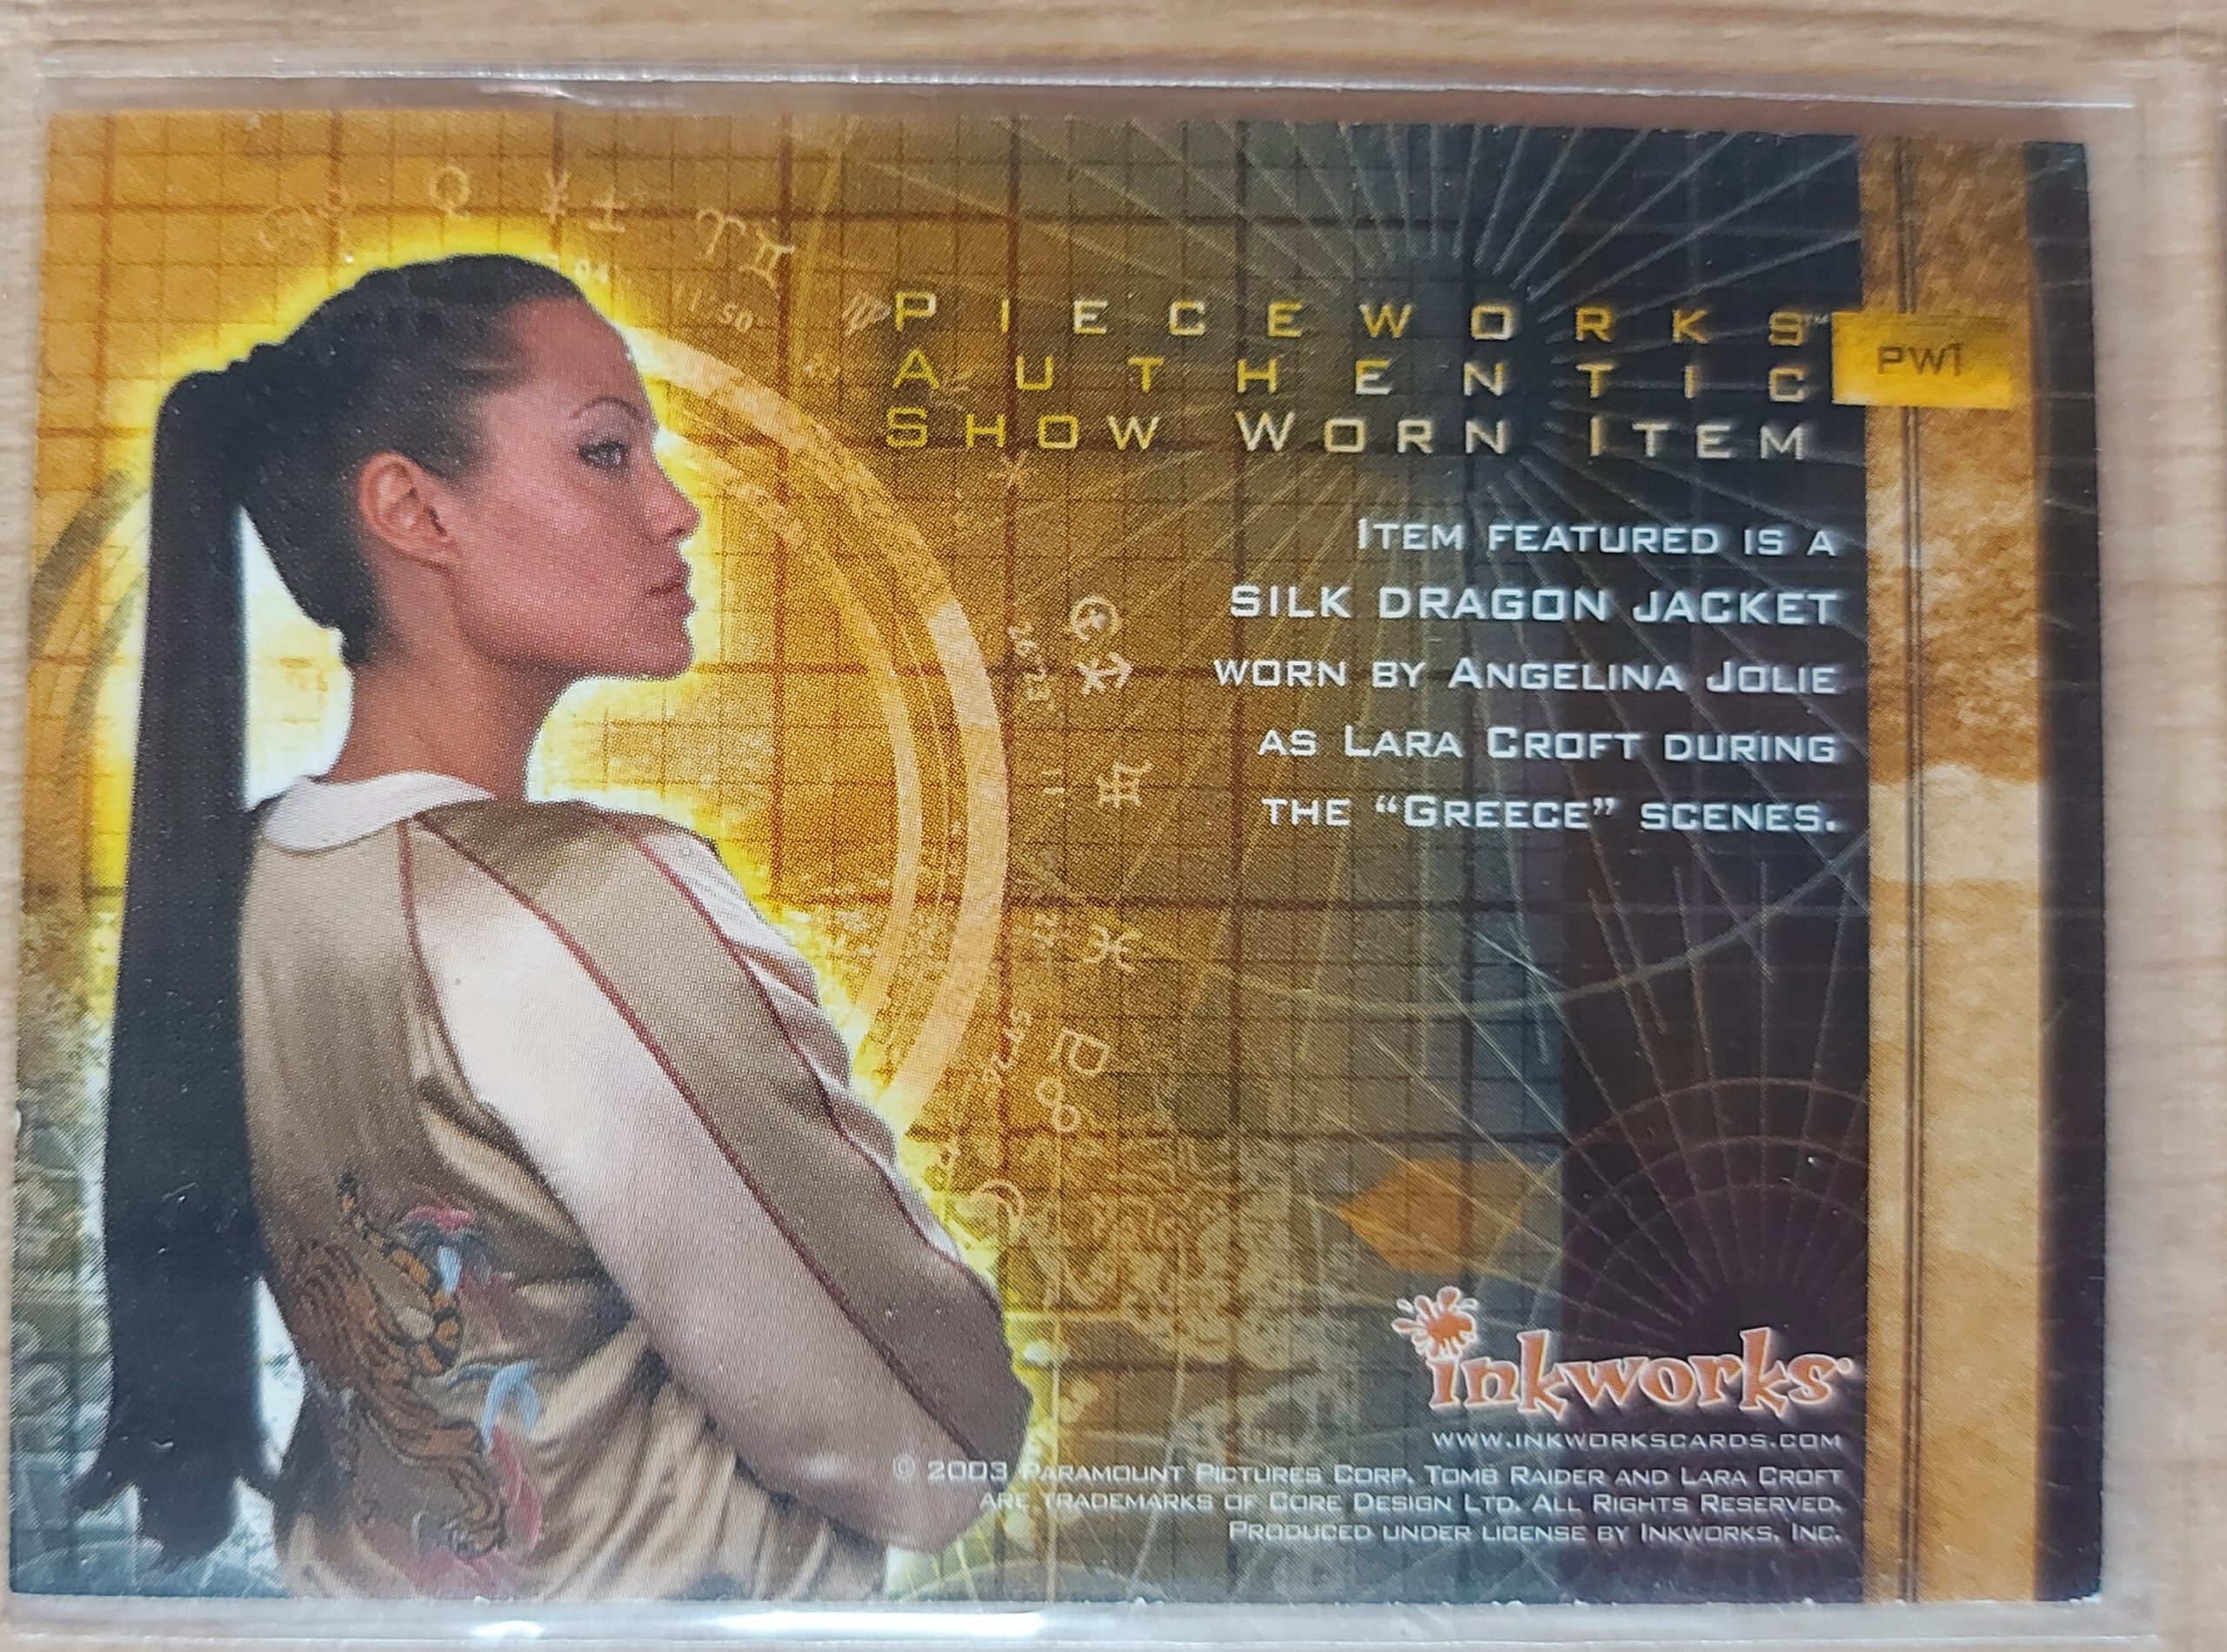 PIECEWORKS™
AUTHENTIC
SHOW WORN ITEM
PW1
ITEM FEATURED IS A
SILK DRAGON JACKET
WORN BY ANGELINA JOLIE
AS LARA CROFT DURING
THE “GREECE” SCENES.
inkworks®
WWW.INKWORKSCARDS.COM
© 2003 PARAMOUNT PICTURES CORP. TOMB RAIDER AND LARA CROFT
ARE TRADEMARKS OF CORE DESIGN LTD. ALL RIGHTS RESERVED.
PRODUCED UNDER LICENSE BY INKWORKS, INC.